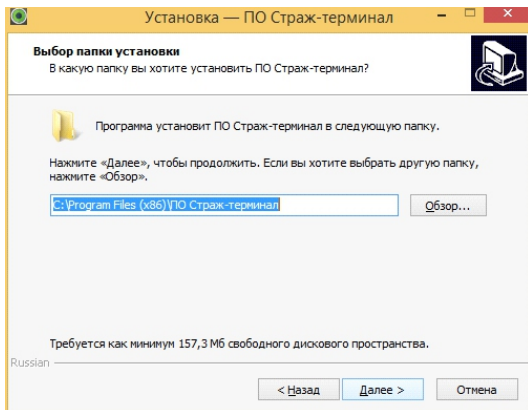 Установка — ПО Страж-терминал
Выбор папки установки
В какую папку вы хотите установить ПО Страж-терминал?
Программа установит ПО Страж-терминал в следующую папку.
Нажмите «Далее», чтобы продолжить. Если вы хотите выбрать другую папку,
нажмите «Обзор».
C:\Program Files (x86)\ПО Страж-терминал
Обзор...
Требуется как минимум 157,3 Мб свободного дискового пространства.
Russian
< Назад
Далее >
Отмена